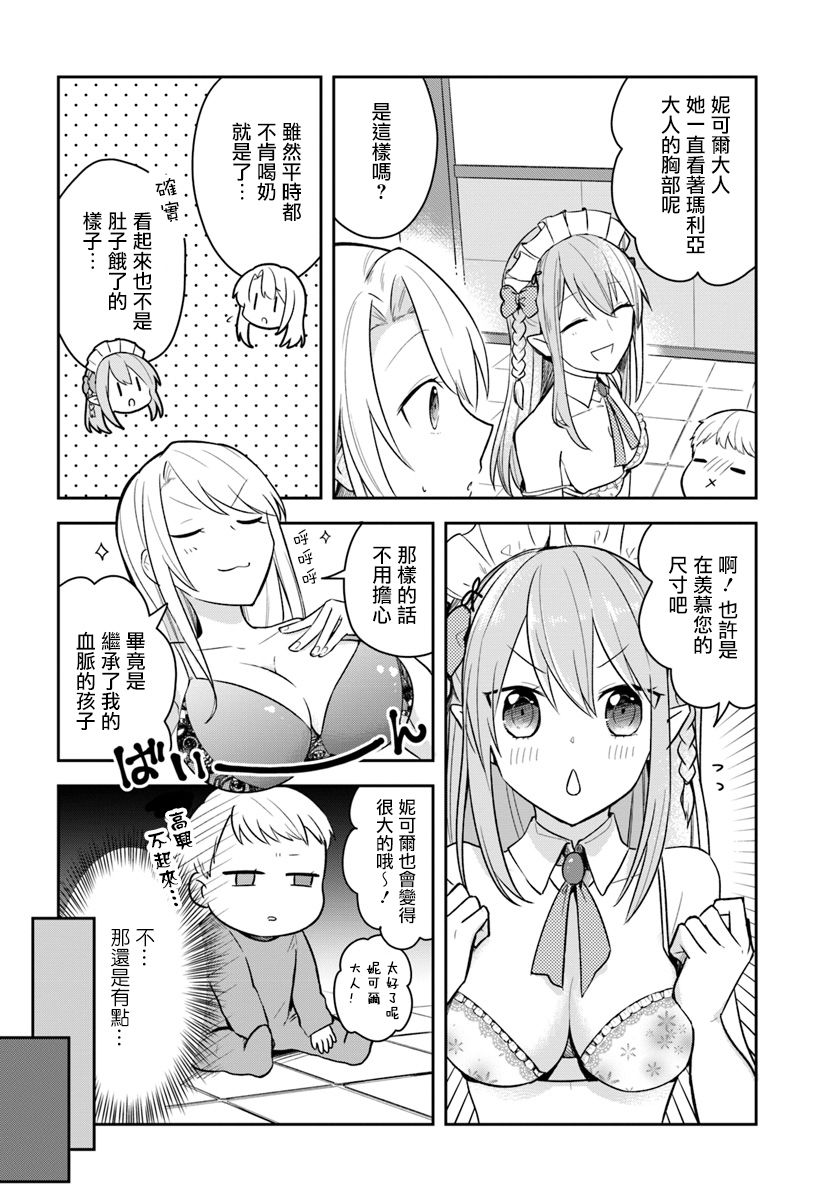 妮可爾大人
她一直看著瑪利亞
大人的胸部呢
是這樣嗎？
雖然平時都
不肯喝奶
就是了…
確實
看起來也不是
肚子餓了的
樣子…
啊！也許是
在羨慕您的
尺寸吧
那樣的話
不用擔心
呼呼呼
畢竟是
繼承了我的
血脈的孩子
ばいーん
妮可爾也會變得
很大的哦～！
太好了呢
妮可爾
大人！
高興
不起來…
不…
那還是有點…